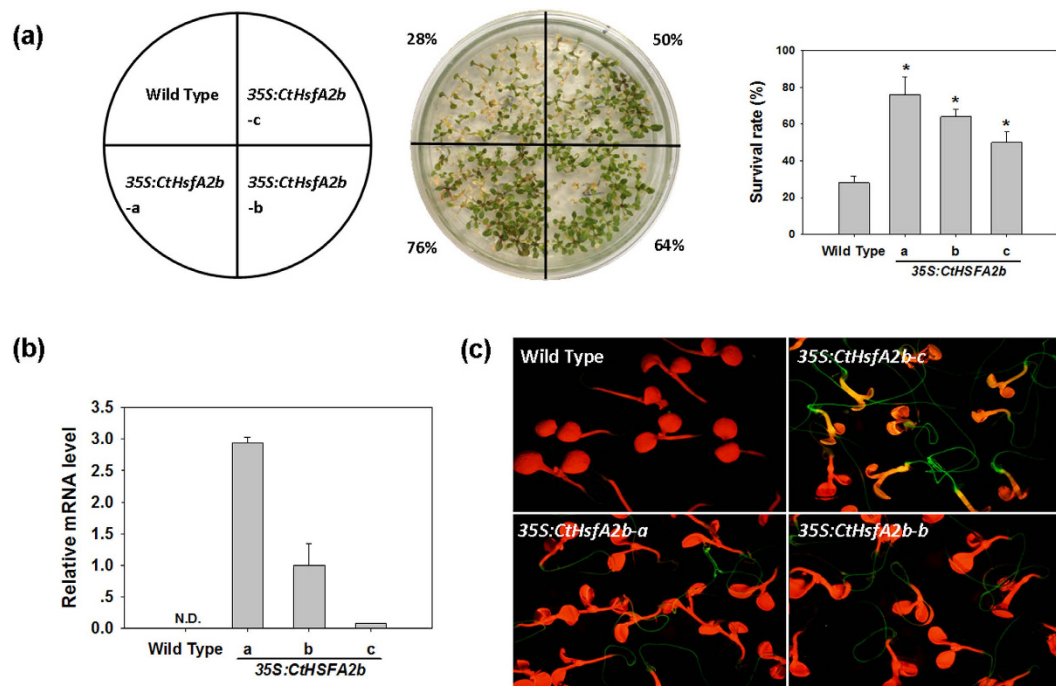 (a)
Wild Type
35S:CtHsfA2b
-c
35S:CtHsfA2b
-a
35S:CtHsfA2b
-b
28%
50%
76%
64%
Survival rate (%)
100
80
60
40
20
0
*
*
*
Wild Type
a
b
c
35S:CtHSFA2b
(b)
Relative mRNA level
3.5
3.0
2.5
2.0
1.5
1.0
.5
0.0
N.D.
Wild Type
a
b
c
35S:CtHSFA2b
(c)
Wild Type
35S:CtHsfA2b-c
35S:CtHsfA2b-a
35S:CtHsfA2b-b